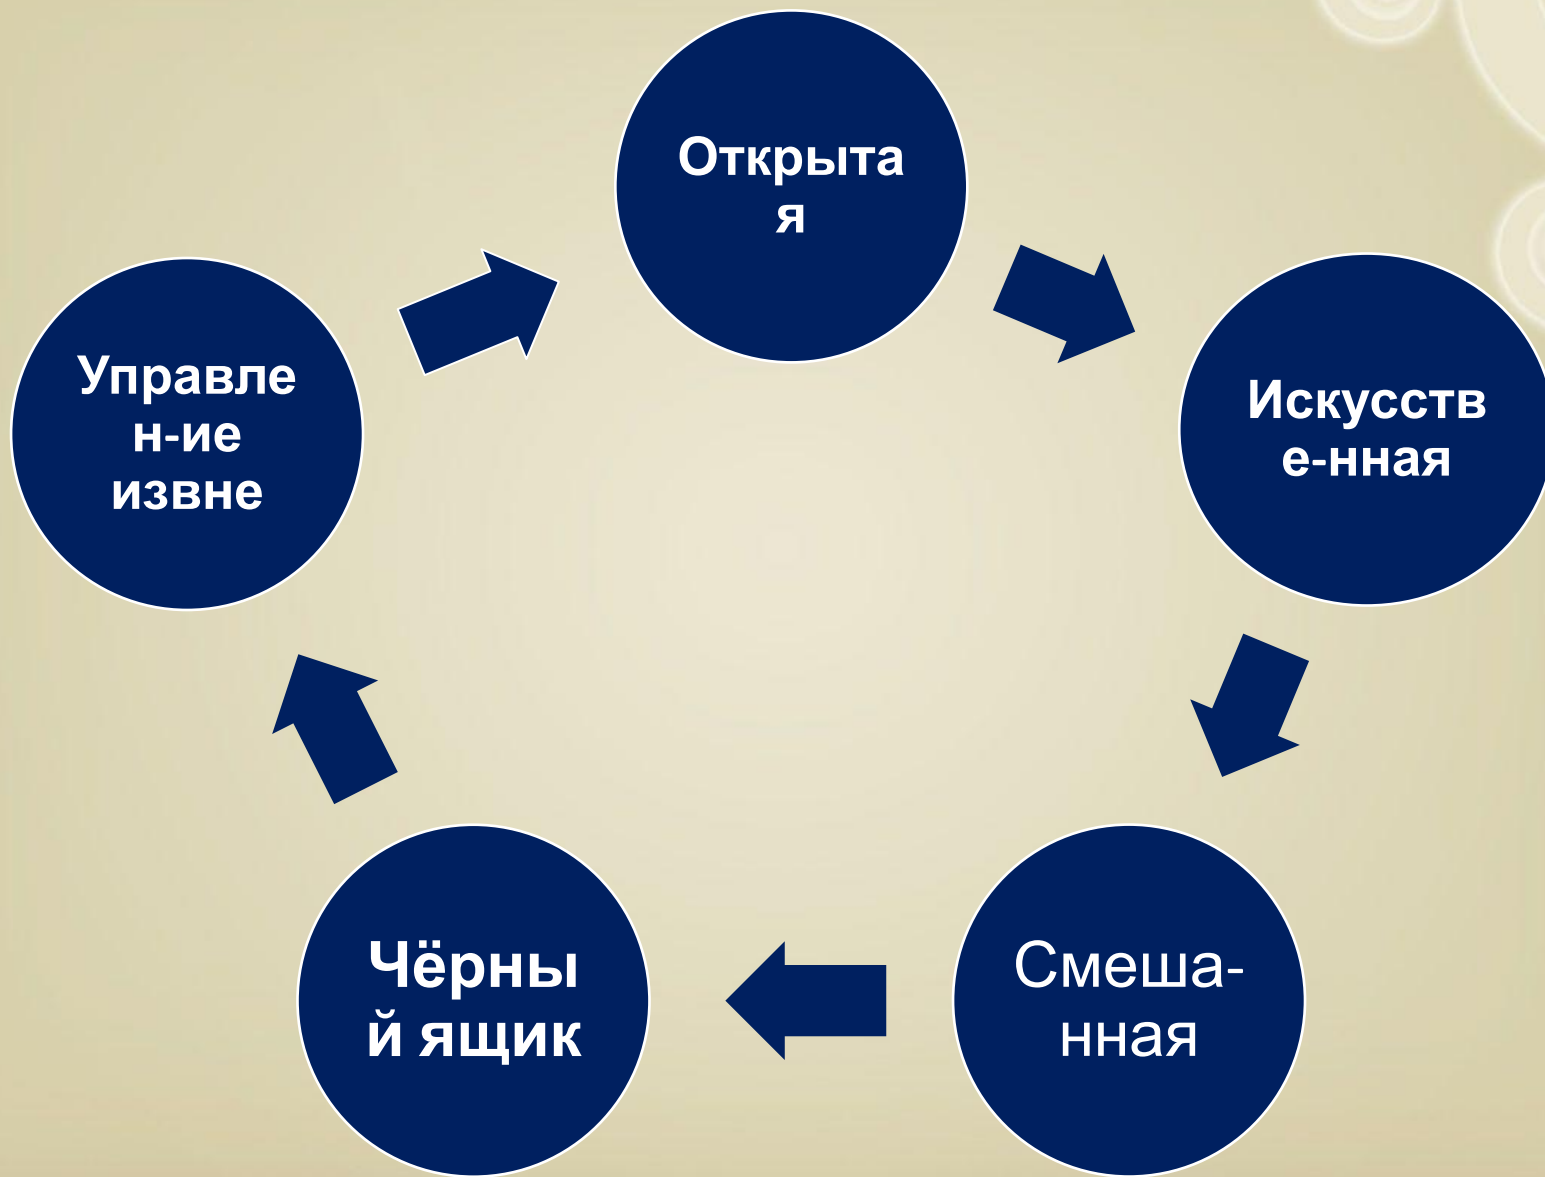 Открыта
я
Искусств
е-нная
Смеша-
нная
Чёрны
й ящик
Управле
н-ие
извне